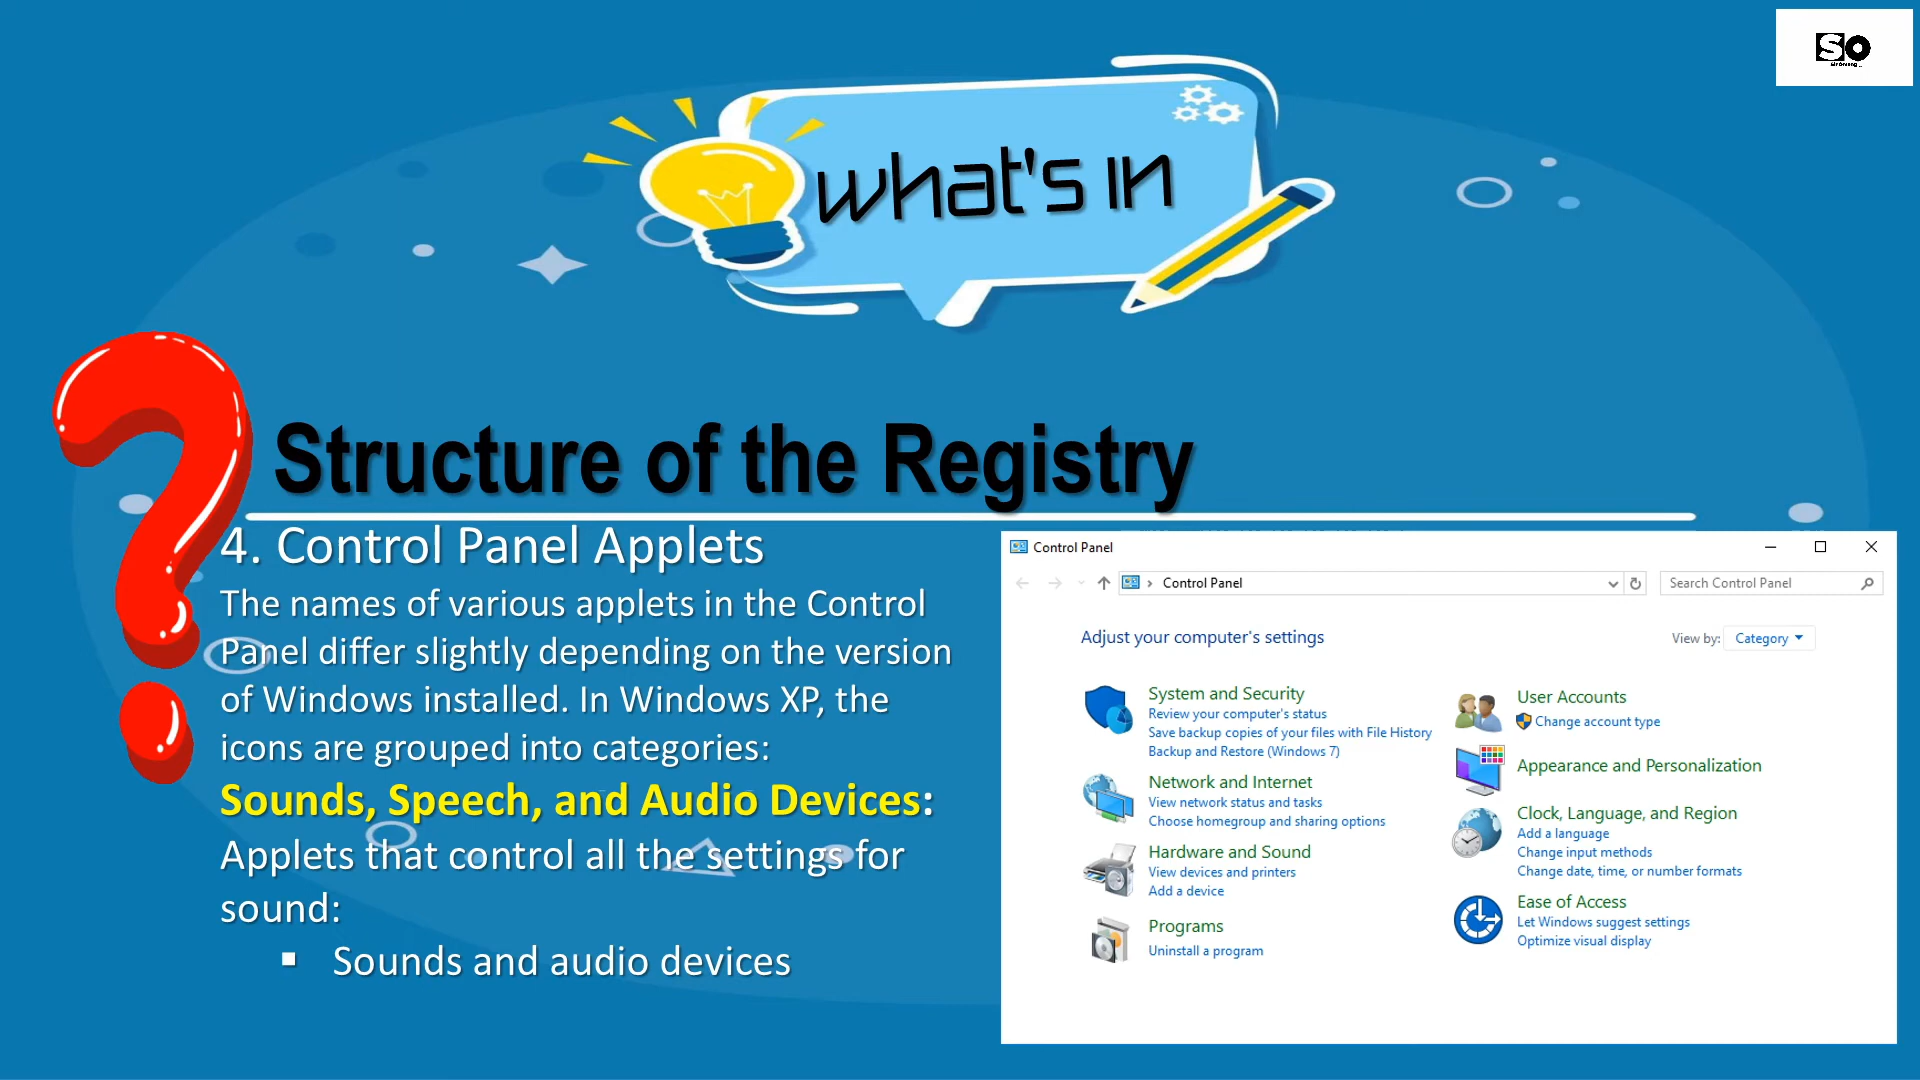 SO
what's in
Structure of the Registry
4. Control Panel Applets
The names of various applets in the Control
Panel differ slightly depending on the version
of Windows installed. In Windows XP, the
icons are grouped into categories:
Sounds, Speech, and Audio Devices:
Applets that control all the settings for
sound:
▪ Sounds and audio devices
Control Panel
Control Panel
Search Control Panel
Adjust your computer's settings
View by: Category
System and Security
Review your computer's status
Save backup copies of your files with File History
Backup and Restore (Windows 7)
Network and Internet
View network status and tasks
Choose homegroup and sharing options
Hardware and Sound
View devices and printers
Add a device
Programs
Uninstall a program
User Accounts
Change account type
Appearance and Personalization
Clock, Language, and Region
Add a language
Change input methods
Change date, time, or number formats
Ease of Access
Let Windows suggest settings
Optimize visual display